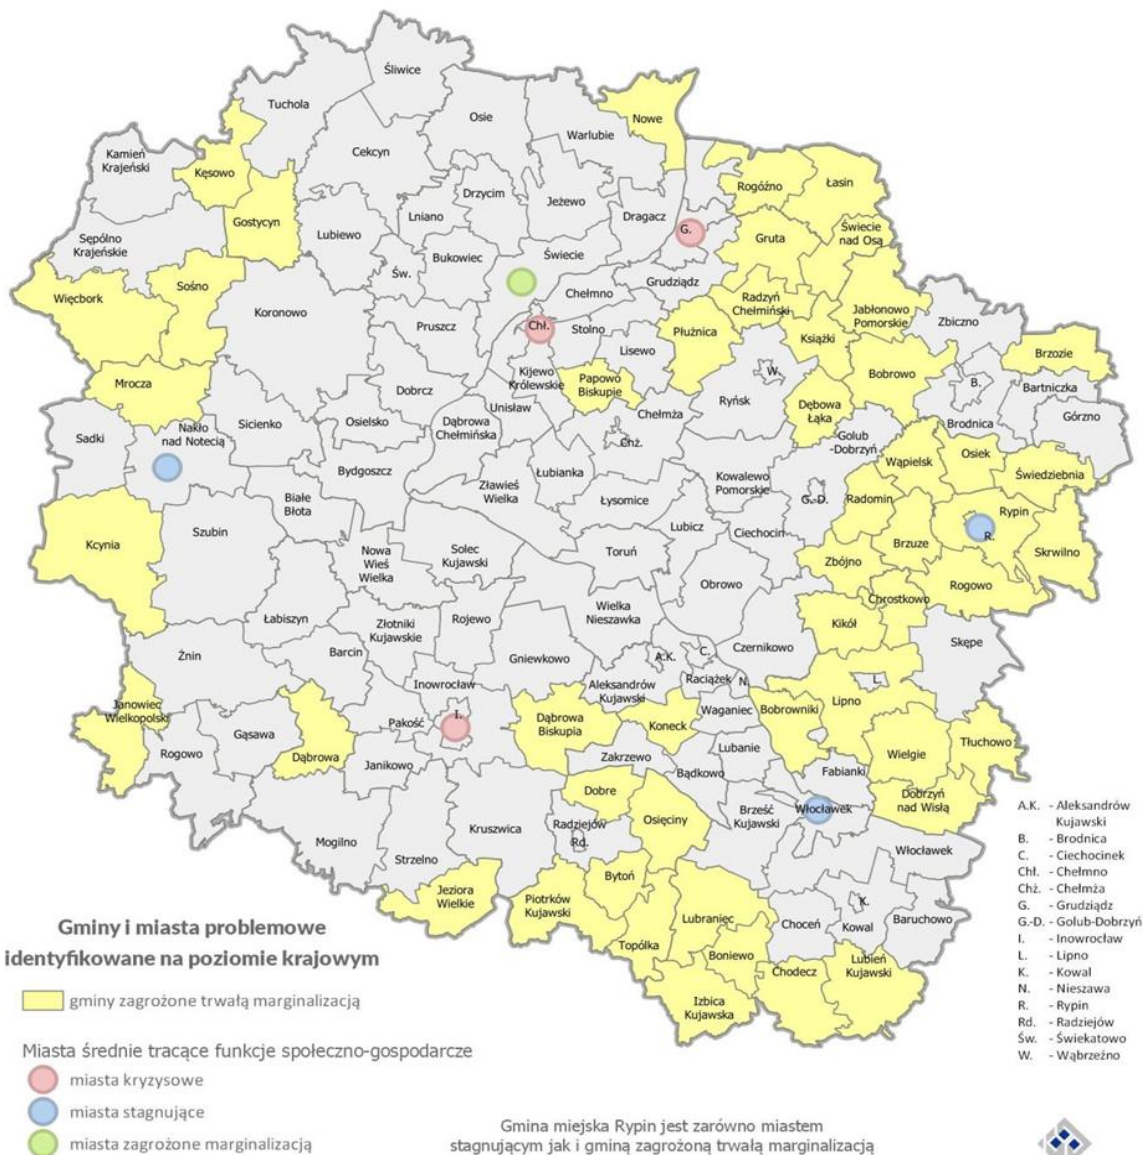 Śliwice
Tuchola
Osie
Nowe
Warlubie
Cekcyn
Kamień
Krajeński
Kęsowo
Rogóźno
Łasin
Drzycim
Jeżewo
Lniano
Dragacz
Gostycyn
Lubiewo
G.
Gruta
Świecie
nad Osą
Sępólno
Krajeńskie
Świecie
Bukowiec
Św.
Sośno
Grudziądz
Więcbork
Chełmno
Radzyń
Chełmiński
Koronowo
Jabłonowo
Pomorskie
Zbiczno
Pruszcz
Chł.
Stolno
Płużnica
Książki
Lisewo
Brzozie
Mrocza
Kijewo
Królewskie
Papowo
Biskupie
W.
Bobrowo
B.
Bartniczka
Dobrcz
Ryńsk
Unisław
Dębowa
Łąka
Chełmża
Górzno
Sadki
Nakło
nad Notecią
Sicienko
Osielsko
Dąbrowa
Chełmińska
Brodnica
Golub
-Dobrzyń
Chż.
Osiek
Wąpielsk
Bydgoszcz
Łubianka
Świedziebnia
Zławieś
Wielka
Kowalewo
Pomorskie
Białe
Błota
Łysomice
G.-D.
Radomin
Rypin
Szubin
Lubicz
Ciechocin
R.
Kcynia
Nowa
Wieś
Wielka
Solec
Kujawski
Toruń
Brzuze
Skrwilno
Zbójno
Obrowo
Rogowo
Chrostkowo
Łabiszyn
Złotniki
Kujawskie
Rojewo
Wielka
Nieszawka
Kikół
Skępe
Żnin
Barcin
Gniewkowo
A.K.
C.
Czernikowo
Raciążek
N.
L.
Inowrocław
Aleksandrów
Kujawski
Janowiec
Wielkopolski
Waganiec
Bobrowniki
Lipno
I.
Pakość
Dąbrowa
Biskupia
Koneck
Gąsawa
Rogowo
Dąbrowa
Janikowo
Zakrzewo
Lubanie
Wielgie
Tłuchowo
Bądkowo
Fabianki
Dobre
Dobrzyń
nad Wisłą
Włocławek
Brześć
Kujawski
Osięciny
Radziejów
Rd.
Kruszwica
Mogilno
Strzelno
Włocławek
Bytoń
Jeziora
Wielkie
Piotrków
Kujawski
K.
Lubraniec
Choceń
Kowal
Baruchowo
Topólka
Boniewo
Chodecz
Lubień
Kujawski
Izbica
Kujawska
A.K. - Aleksandrów
Kujawski
B. - Brodnica
C. - Ciechocinek
Chł. - Chełmno
Chż. - Chełmża
G. - Grudziądz
G.-D. - Golub-Dobrzyń
I. - Inowrocław
L. - Lipno
K. - Kowal
N. - Nieszawa
R. - Rypin
Rd. - Radziejów
Św. - Świekatowo
W. - Wąbrzeźno
Gminy i miasta problemowe
identyfikowane na poziomie krajowym
gminy zagrożone trwałą marginalizacją
Miasta średnie tracące funkcje społeczno-gospodarcze
miasta kryzysowe
miasta stagnujące
miasta zagrożone marginalizacją
Gmina miejska Rypin jest zarówno miastem
stagnującym jak i gminą zagrożoną trwałą marginalizacją